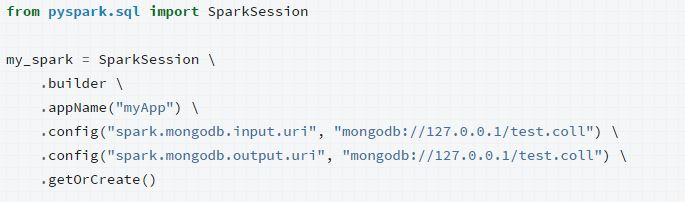 from pyspark.sql import SparkSession
my_spark = SparkSession \
.builder \
.appName("myApp") \
.config("spark.mongodb.input.uri", "mongodb://127.0.0.1/test.coll") \
.config("spark.mongodb.output.uri", "mongodb://127.0.0.1/test.coll") \
.getOrCreate()